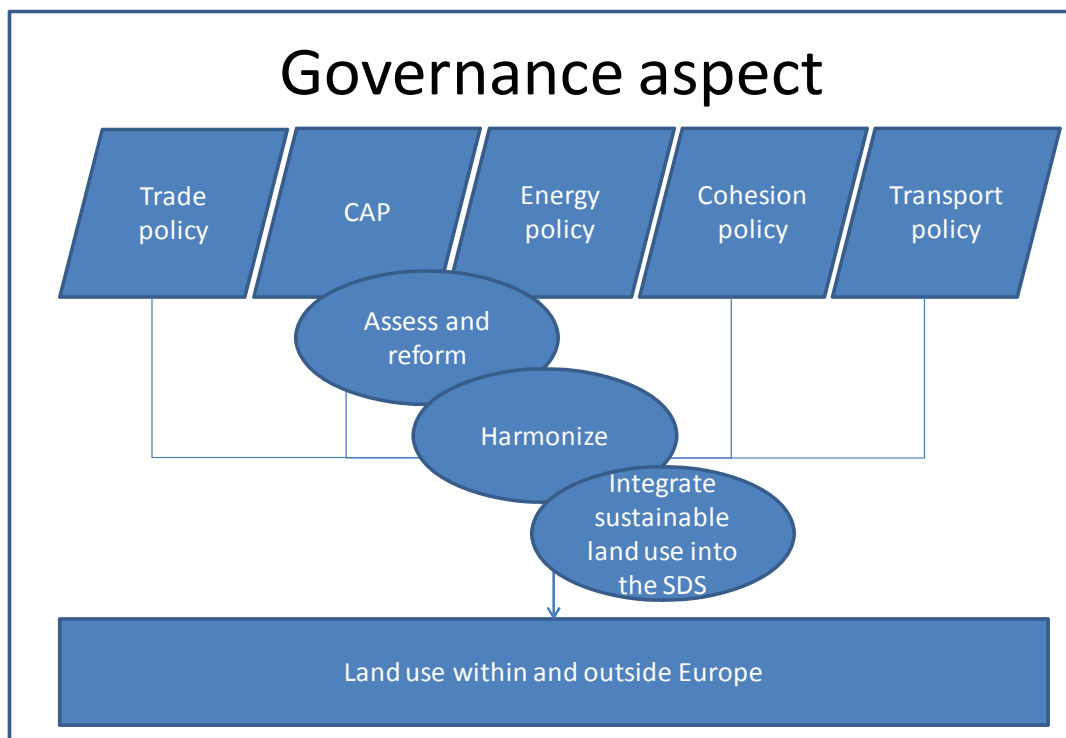 Governance aspect
Trade
policy
CAP
Energy
policy
Cohesion
policy
Transport
policy
Assess and
reform
Harmonize
Integrate
sustainable
land use into
the SDS
Land use within and outside Europe